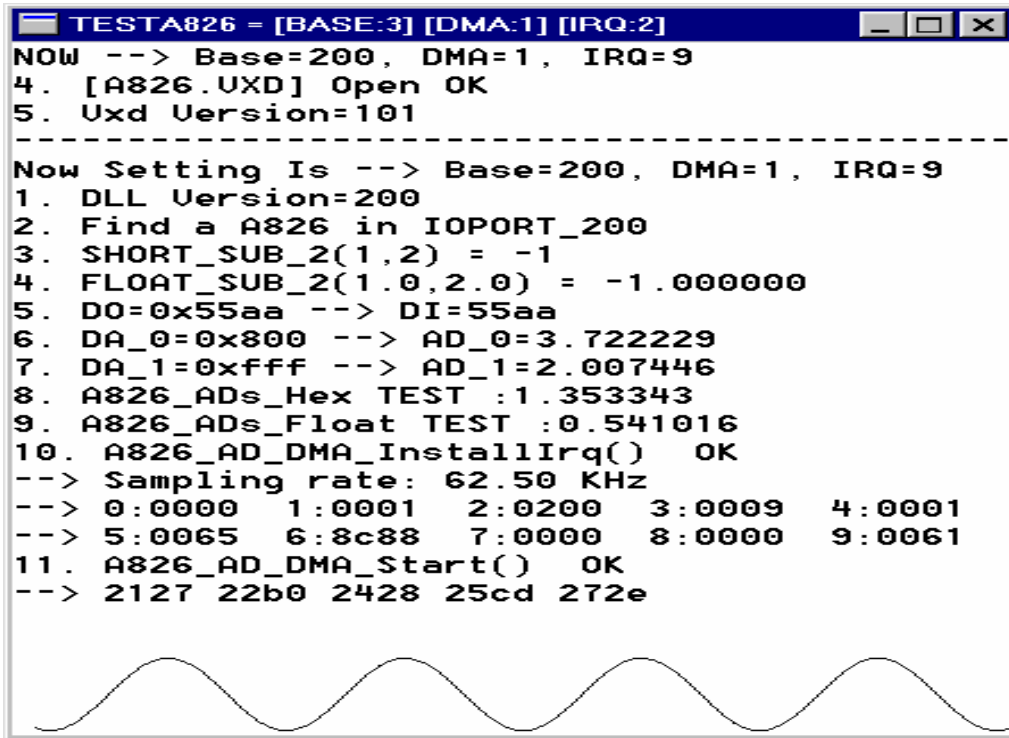 TESTA826 = [BASE:3] [DMA:1] [IRQ:2]
NOW --> Base=200, DMA=1, IRQ=9
4. [A826.VXD] Open OK
5. Vxd Version=101
--------------------------------------------
Now Setting Is --> Base=200, DMA=1, IRQ=9
1. DLL Version=200
2. Find a A826 in IOPORT_200
3. SHORT_SUB_2(1,2) = -1
4. FLOAT_SUB_2(1.0,2.0) = -1.000000
5. DO=0x55aa --> DI=55aa
6. DA_0=0x800 --> AD_0=3.722229
7. DA_1=0xfff --> AD_1=2.007446
8. A826_ADs_Hex TEST :1.353343
9. A826_ADs_Float TEST :0.541016
10. A826_AD_DMA_InstallIrq()  OK
--> Sampling rate: 62.50 KHz
--> 0:0000  1:0001  2:0200  3:0009  4:0001
--> 5:0065  6:8c88  7:0000  8:0000  9:0061
11. A826_AD_DMA_Start()  OK
--> 2127 22b0 2428 25cd 272e